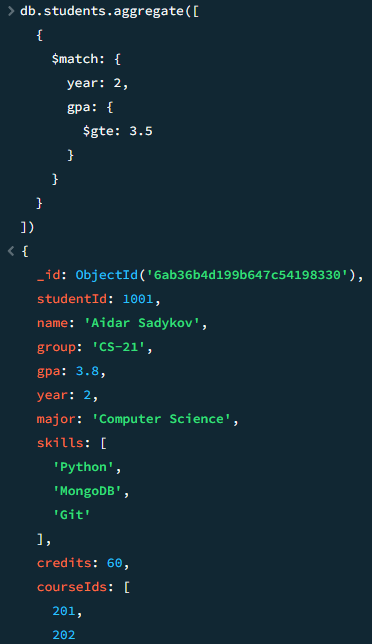 > db.students.aggregate([
  {
    $match: {
      year: 2,
      gpa: {
        $gte: 3.5
      }
    }
  }
])
< {
  _id: ObjectId('6ab36b4d199b647c54198330'),
  studentId: 1001,
  name: 'Aidar Sadykov',
  group: 'CS-21',
  gpa: 3.8,
  year: 2,
  major: 'Computer Science',
  skills: [
    'Python',
    'MongoDB',
    'Git'
  ],
  credits: 60,
  courseIds: [
    201,
    202